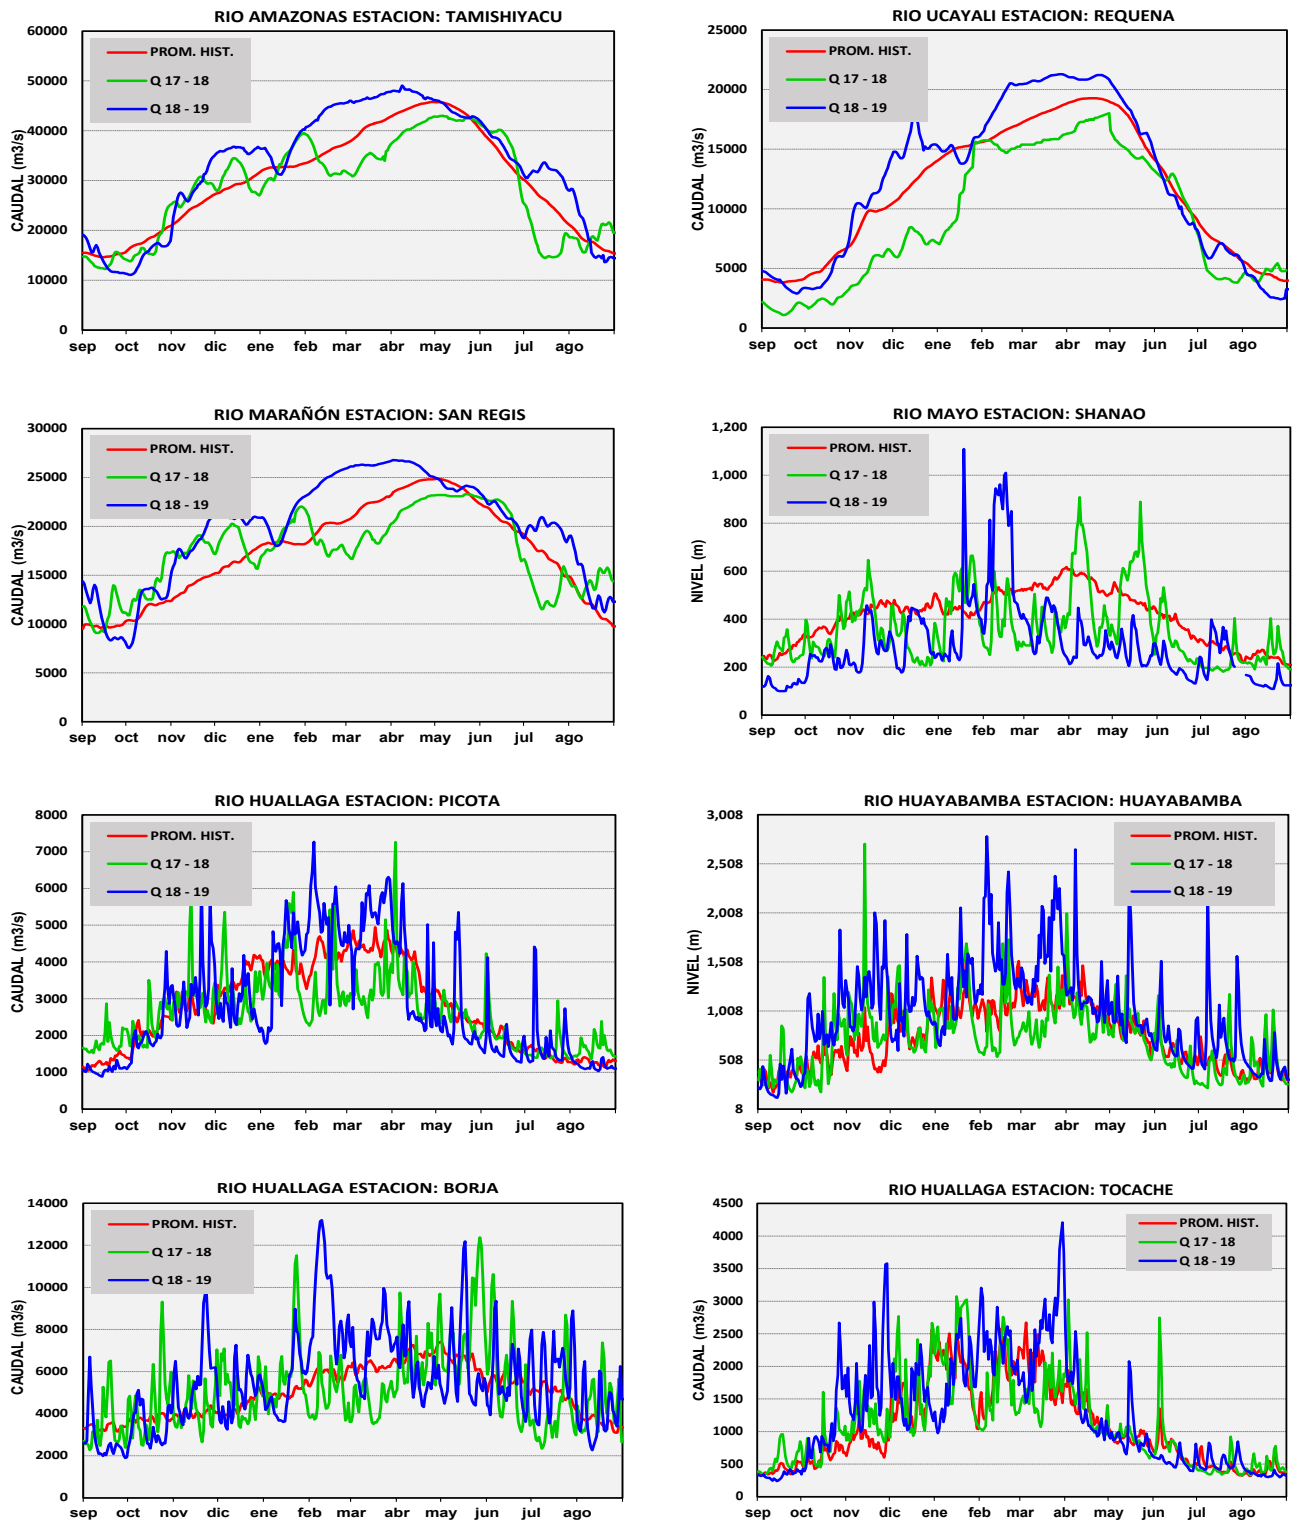 RIO AMAZONAS ESTACION: TAMISHIYACU
60000
50000
40000
30000
20000
10000
0
CAUDAL (m3/s)
PROM. HIST.
Q 17 - 18
Q 18 - 19
sep oct nov dic ene feb mar abr may jun jul ago
RIO UCAYALI ESTACION: REQUENA
25000
20000
15000
10000
5000
0
CAUDAL (m3/s)
PROM. HIST.
Q 17 - 18
Q 18 - 19
sep oct nov dic ene feb mar abr may jun jul ago
RIO MARAÑÓN ESTACION: SAN REGIS
30000
25000
20000
15000
10000
5000
0
CAUDAL (m3/s)
PROM. HIST.
Q 17 - 18
Q 18 - 19
sep oct nov dic ene feb mar abr may jun jul ago
RIO MAYO ESTACION: SHANAO
1,200
1,000
800
600
400
200
0
NIVEL (m)
PROM. HIST.
Q 17 - 18
Q 18 - 19
sep oct nov dic ene feb mar abr may jun jul ago
RIO HUALLAGA ESTACION: PICOTA
8000
7000
6000
5000
4000
3000
2000
1000
0
CAUDAL (m3/s)
PROM. HIST.
Q 17 - 18
Q 18 - 19
sep oct nov dic ene feb mar abr may jun jul ago
RIO HUAYABAMBA ESTACION: HUAYABAMBA
3,008
2,508
2,008
1,508
1,008
508
8
NIVEL (m)
PROM. HIST.
Q 17 - 18
Q 18 - 19
sep oct nov dic ene feb mar abr may jun jul ago
RIO HUALLAGA ESTACION: BORJA
14000
12000
10000
8000
6000
4000
2000
0
CAUDAL (m3/s)
PROM. HIST.
Q 17 - 18
Q 18 - 19
sep oct nov dic ene feb mar abr may jun jul ago
RIO HUALLAGA ESTACION: TOCACHE
4500
4000
3500
3000
2500
2000
1500
1000
500
0
CAUDAL (m3/s)
PROM. HIST.
Q 17 - 18
Q 18 - 19
sep oct nov dic ene feb mar abr may jun jul ago